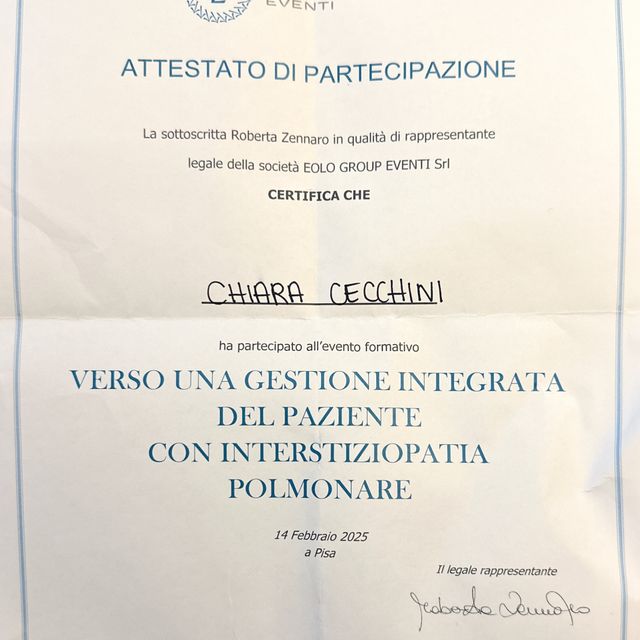 EVENTI
ATTESTATO DI PARTECIPAZIONE
La sottoscritta Roberta Zennaro in qualità di rappresentante
legale della società EOLO GROUP EVENTI Srl
CERTIFICA CHE
CHIARA CECCHINI
ha partecipato all'evento formativo
VERSO UNA GESTIONE INTEGRATA
DEL PAZIENTE
CON INTERSTIZIOPATIA
POLMONARE
14 Febbraio 2025
a Pisa
Il legale rappresentante